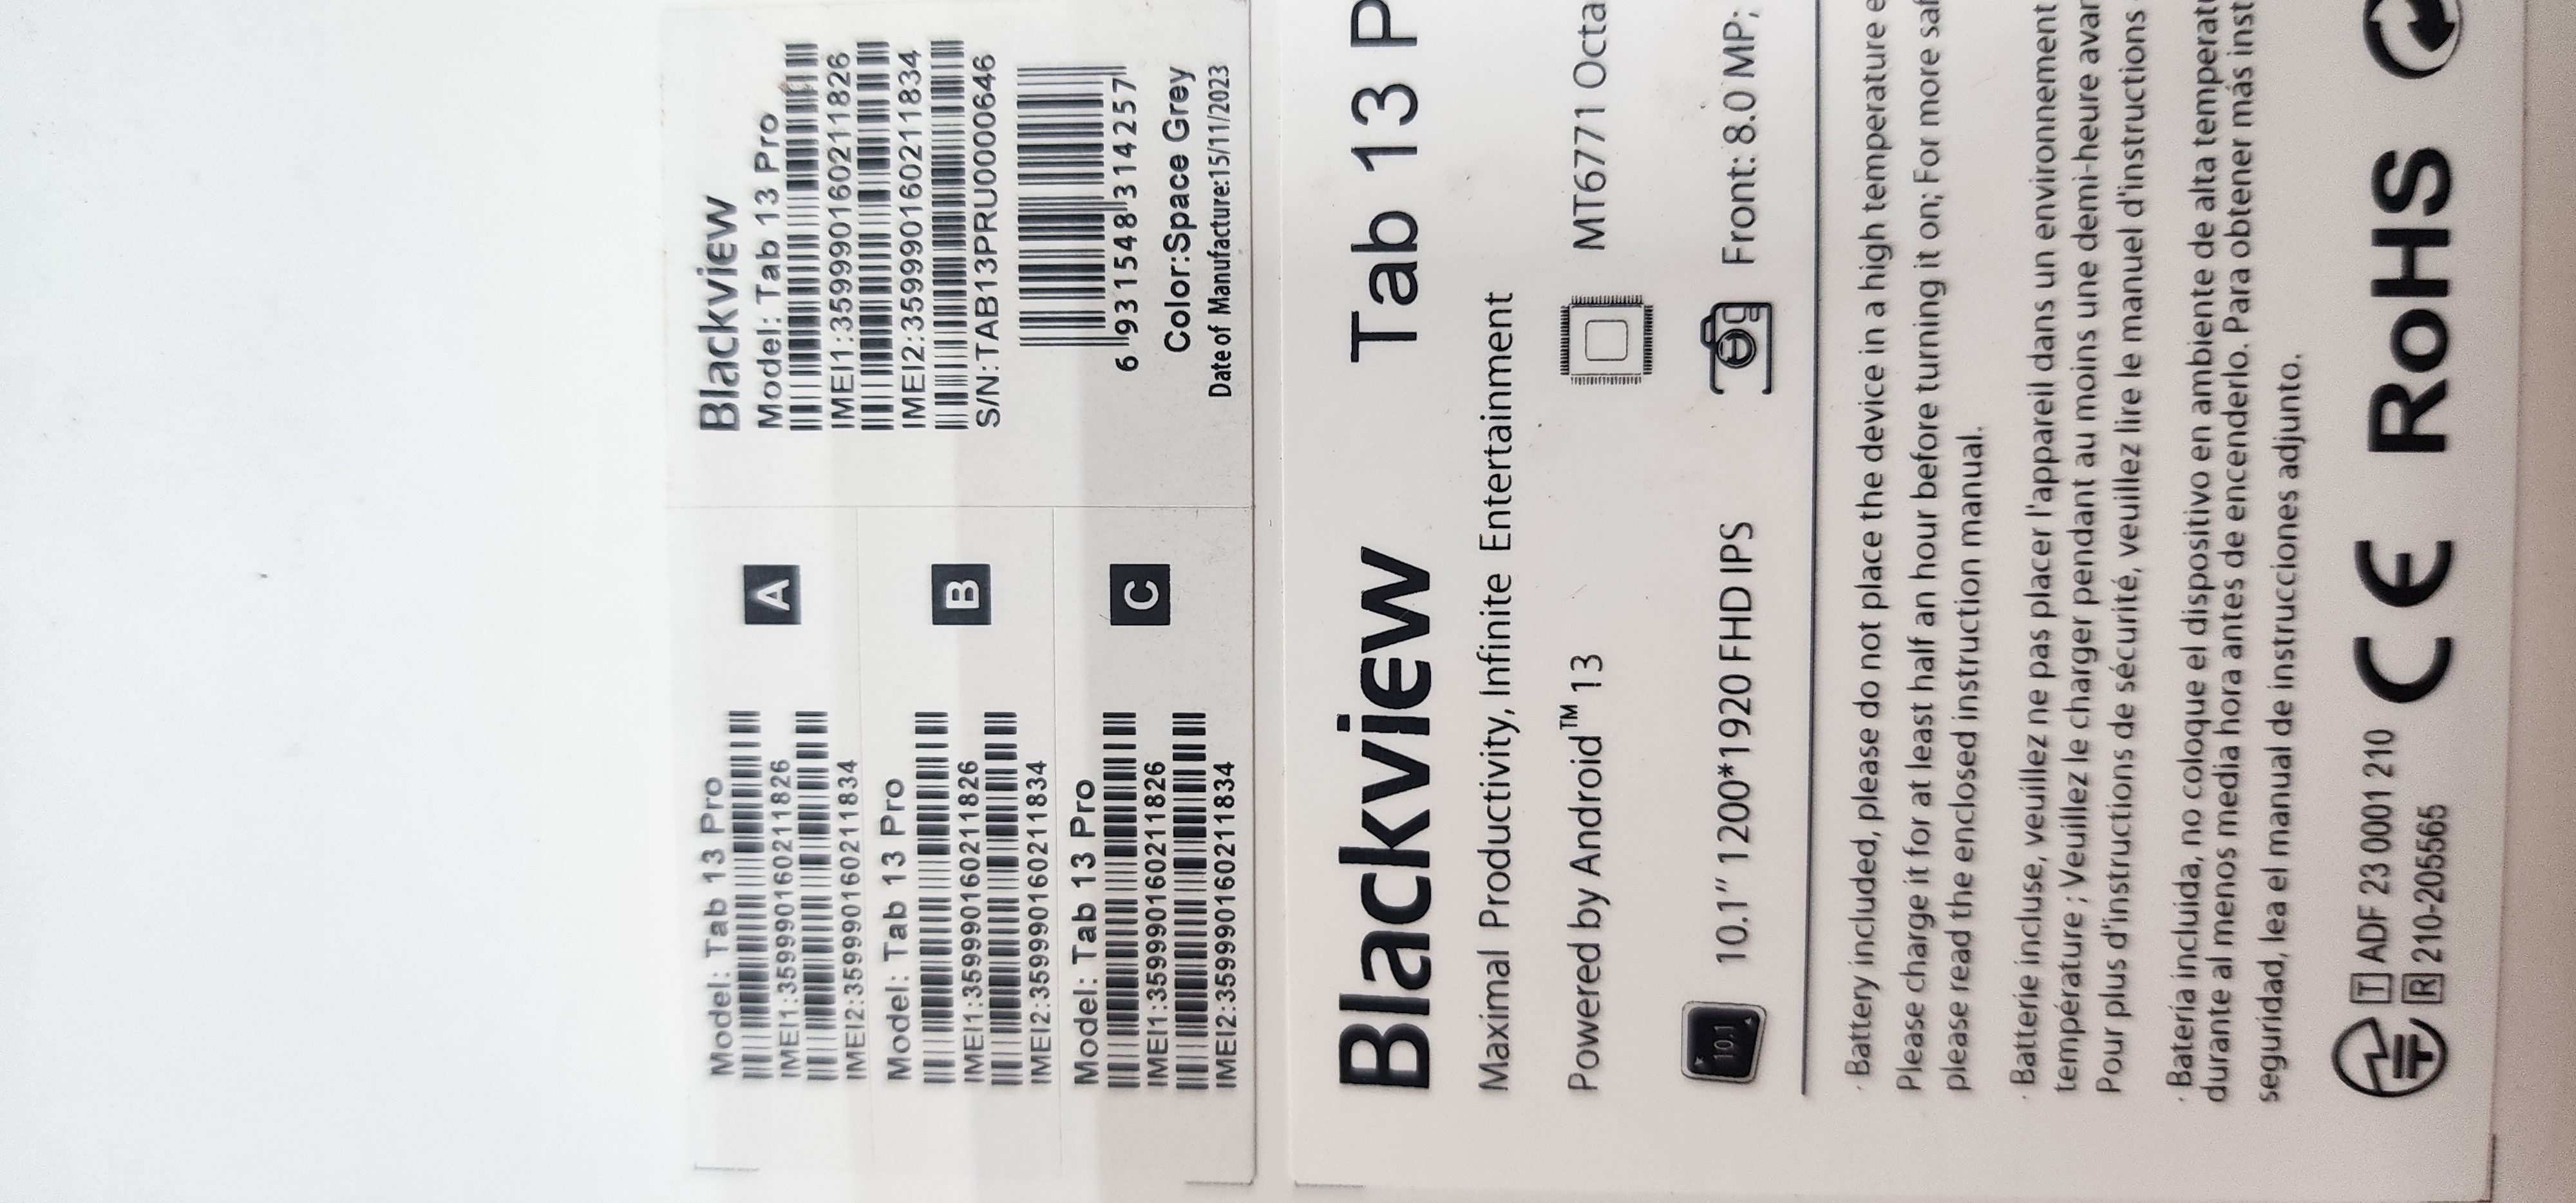 Model: Tab 13 Pro
IMEI1:359990160211826
IMEI2:359990160211834
A
Model: Tab 13 Pro
IMEI1:359990160211826
IMEI2:359990160211834
B
Model: Tab 13 Pro
IMEI1:359990160211826
IMEI2:359990160211834
C
Blackview
Model: Tab 13 Pro
IMEI1:359990160211826
IMEI2:359990160211834
S/N:TAB13PRU0000646
6 931548 314257
Color:Space Grey
Date of Manufacture:15/11/2023
Blackview Tab 13 P
Maximal Productivity, Infinite Entertainment
Powered by Android™ 13
MT6771 Octa
10.1
10.1" 1200*1920 FHD IPS
Front: 8.0 MP;
· Battery included, please do not place the device in a high temperature e
Please charge it for at least half an hour before turning it on; For more saf
please read the enclosed instruction manual.
· Batterie incluse, veuillez ne pas placer l'appareil dans un environnement
température ; Veuillez le charger pendant au moins une demi-heure avan
Pour plus d'instructions de sécurité, veuillez lire le manuel d'instructions
· Batería incluida, no coloque el dispositivo en ambiente de alta temperatu
durante al menos media hora antes de encenderlo. Para obtener más inst
seguridad, lea el manual de instrucciones adjunto.
T ADF 23 0001 210
R 210-205565
CE RoHS